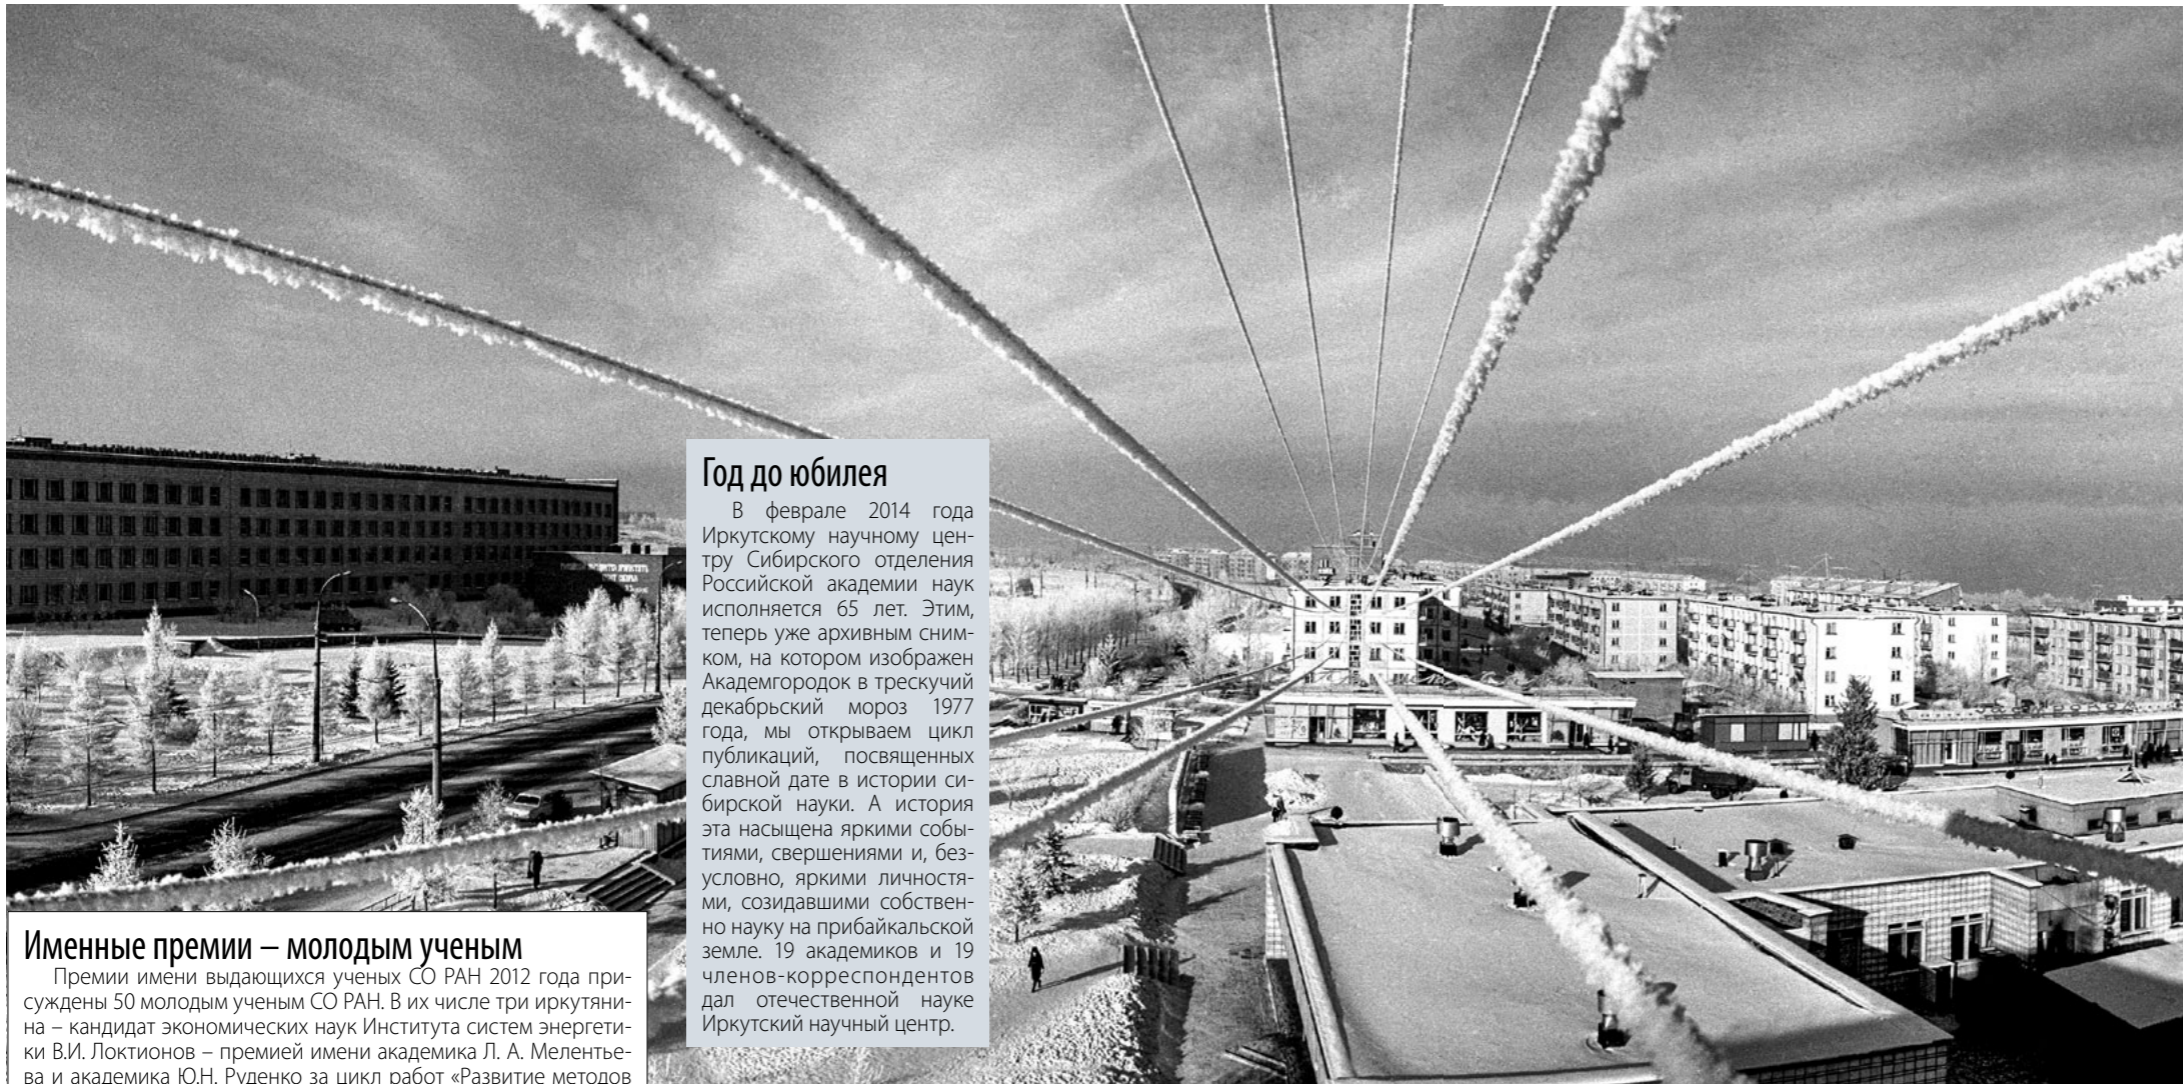 Год до юбилея
В феврале 2014 года
Иркутскому научному цен-
тру Сибирского отделения
Российской академии наук
исполняется 65 лет. Этим,
теперь уже архивным сним-
ком, на котором изображен
Академгородок в трескучий
декабрьский мороз 1977
года, мы открываем цикл
публикаций, посвященных
славной дате в истории си-
бирской науки. А история
эта насыщена яркими собы-
тиями, свершениями и, без-
условно, яркими личностя-
ми, созидавшими собствен-
но науку на прибайкальской
земле. 19 академиков и 19
членов-корреспондентов
дал отечественной науке
Иркутский научный центр.
Именные премии – молодым ученым
Премии имени выдающихся ученых СО РАН 2012 года при-
суждены 50 молодым ученым СО РАН. В их числе три иркутяни-
на – кандидат экономических наук Института систем энергети-
ки В.И. Локтионов – премией имени академика Л. А. Мелентье-
ва и академика Ю.Н. Руденко за цикл работ «Развитие методов